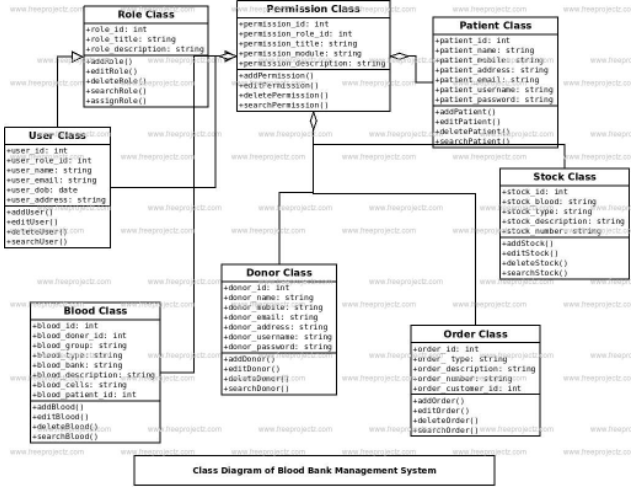 Role Class
+role_id: int
+role_title: string
+role_description: string
+addRole()
+editRole()
+deleteRole()
+searchRole()
+assignRole()
Permission Class
+permission_id: int
+permission_role_id: int
+permission_title: string
+permission_module: string
+permission_description: string
+addPermission()
+editPermission()
+deletePermission()
+searchPermission()
Patient Class
+patient_id: int
+patient_name: string
+patient_mobile: string
+patient_address: string
+patient_email: string
+patient_username: string
+patient_password: string
+addPatient()
+editPatient()
+deletePatient()
+searchPatient()
User Class
+user_id: int
+user_role_id: int
+user_name: string
+user_email: string
+user_dob: date
+user_address: string
+addUser()
+editUser()
+deleteUser()
+searchUser()
Stock Class
+stock_id: int
+stock_blood: string
+stock_type: string
+stock_description: string
+stock_number: string
+addStock()
+editStock()
+deleteStock()
+searchStock()
Donor Class
+donor_id: int
+donor_name: string
+donor_mobile: string
+donor_email: string
+donor_address: string
+donor_username: string
+donor_password: string
+addDonor()
+editDonor()
+deleteDonor()
+searchDonor()
Blood Class
+blood_id: int
+blood_doner_id: int
+blood_group: string
+blood_type: string
+blood_bank: string
+blood_description: string
+blood_cells: string
+blood_patient_id: int
+addBlood()
+editBlood()
+deleteBlood()
+searchBlood()
Order Class
+order_id: int
+order_ type: string
+order_description: string
+order_number: string
+order_customer_id: int
+addOrder()
+editOrder()
+deleteOrder()
+searchOrder()
Class Diagram of Blood Bank Management System
www.freeprojectz.com